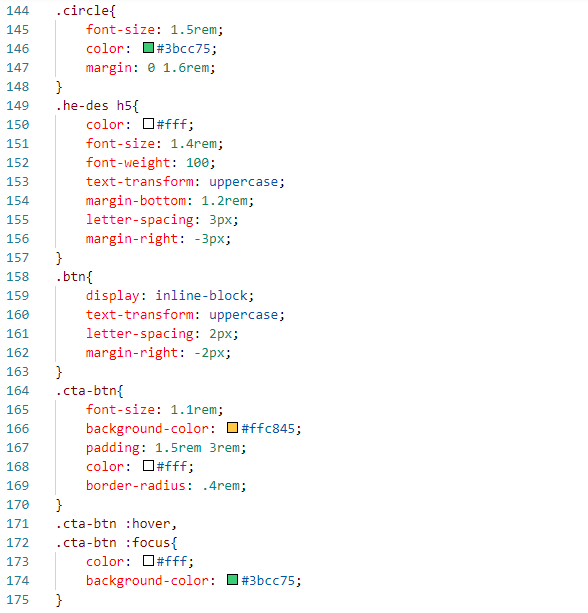 144 .circle{
145 font-size: 1.5rem;
146 color: #3bcc75;
147 margin: 0 1.6rem;
148 }
149 .he-des h5{
150 color: #fff;
151 font-size: 1.4rem;
152 font-weight: 100;
153 text-transform: uppercase;
154 margin-bottom: 1.2rem;
155 letter-spacing: 3px;
156 margin-right: -3px;
157 }
158 .btn{
159 display: inline-block;
160 text-transform: uppercase;
161 letter-spacing: 2px;
162 margin-right: -2px;
163 }
164 .cta-btn{
165 font-size: 1.1rem;
166 background-color: #ffc845;
167 padding: 1.5rem 3rem;
168 color: #fff;
169 border-radius: .4rem;
170 }
171 .cta-btn :hover,
172 .cta-btn :focus{
173 color: #fff;
174 background-color: #3bcc75;
175 }